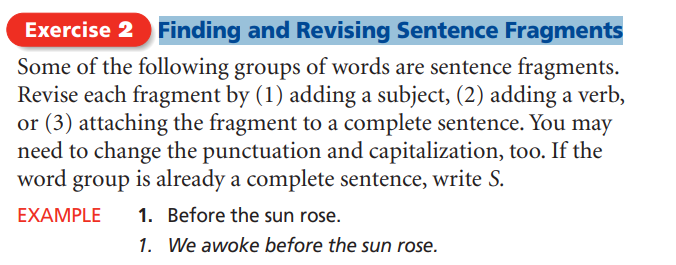 Exercise 2 Finding and Revising Sentence Fragments
Some of the following groups of words are sentence fragments.
Revise each fragment by (1) adding a subject, (2) adding a verb,
or (3) attaching the fragment to a complete sentence. You may
need to change the punctuation and capitalization, too. If the
word group is already a complete sentence, write S.
EXAMPLE 1. Before the sun rose.
1. We awoke before the sun rose.